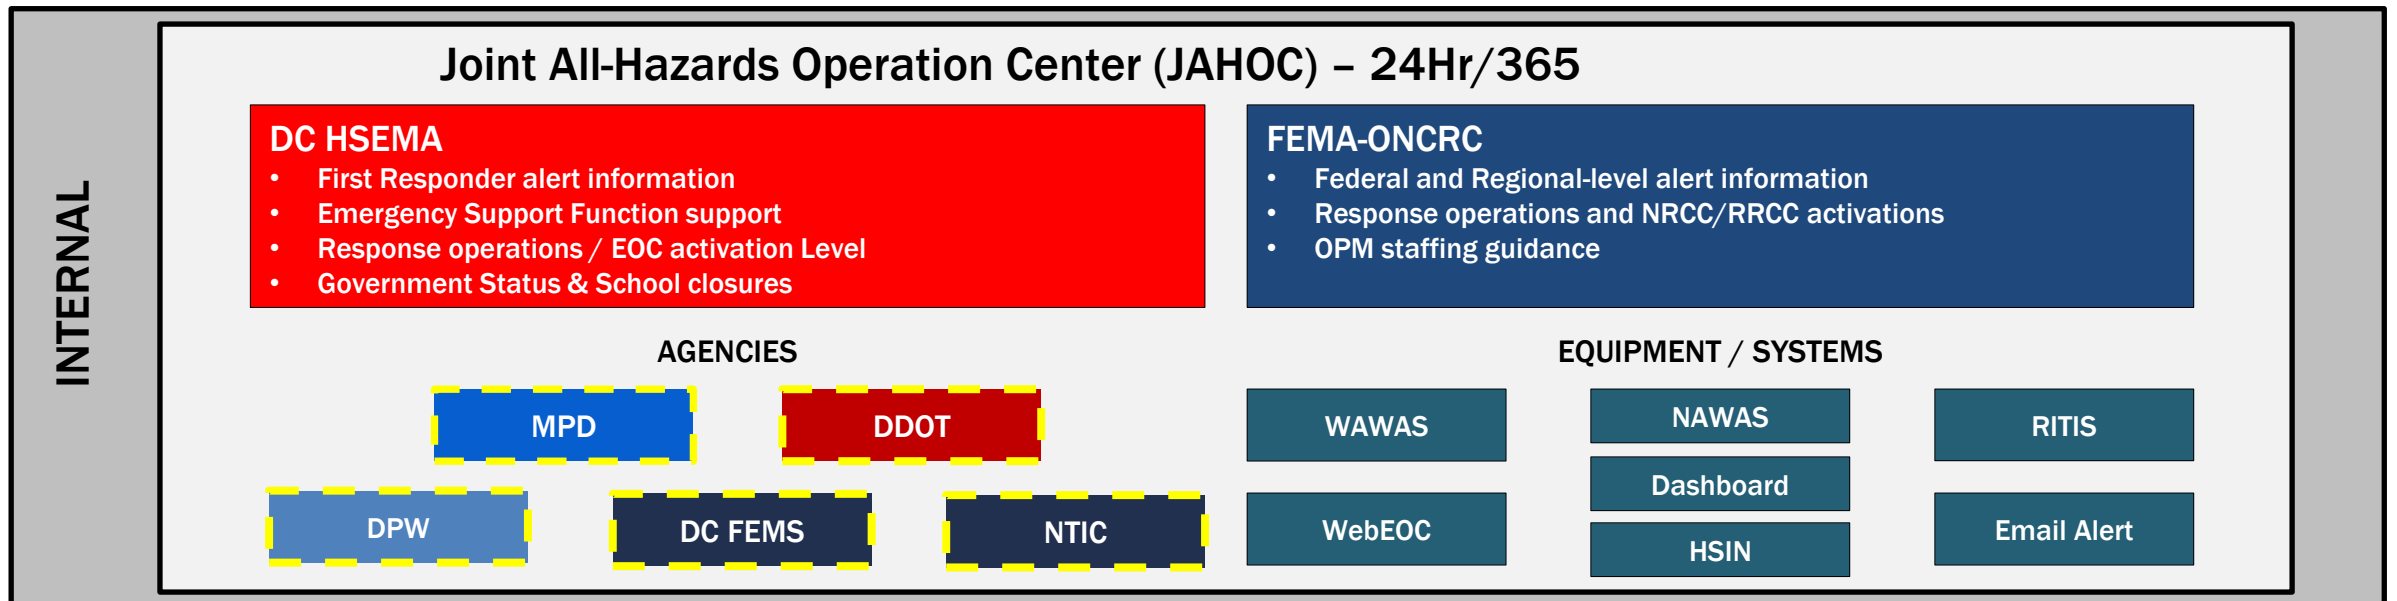 Joint All-Hazards Operation Center (JAHOC) – 24Hr/365
INTERNAL
DC HSEMA
• First Responder alert information
• Emergency Support Function support
• Response operations / EOC activation Level
• Government Status & School closures
FEMA-ONCRC
• Federal and Regional-level alert information
• Response operations and NRCC/RRCC activations
• OPM staffing guidance
AGENCIES
MPD
DDOT
DPW
DC FEMS
NTIC
EQUIPMENT / SYSTEMS
WAWAS
NAWAS
RITIS
Dashboard
WebEOC
HSIN
Email Alert